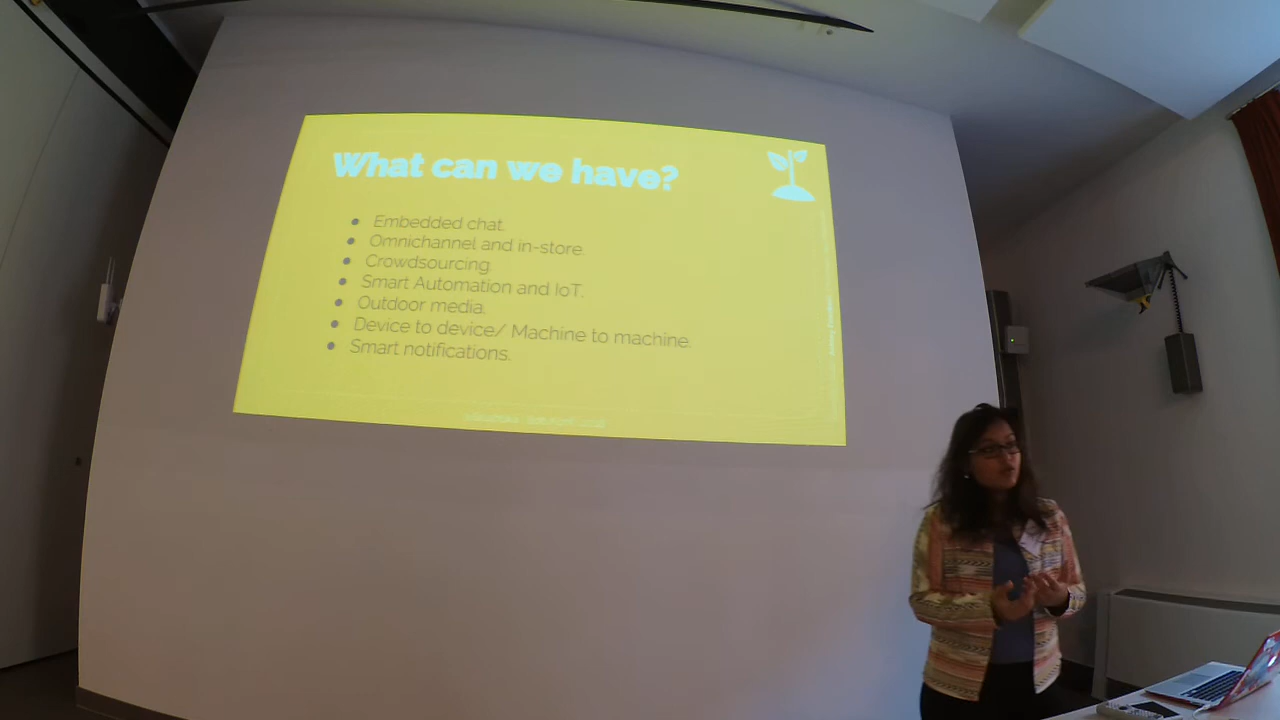 What can we have?
Embedded chat.
Omnichannel and in-store.
Crowdsourcing.
Smart Automation and IoT.
Outdoor media.
Device to device/ Machine to machine.
Smart notifications.